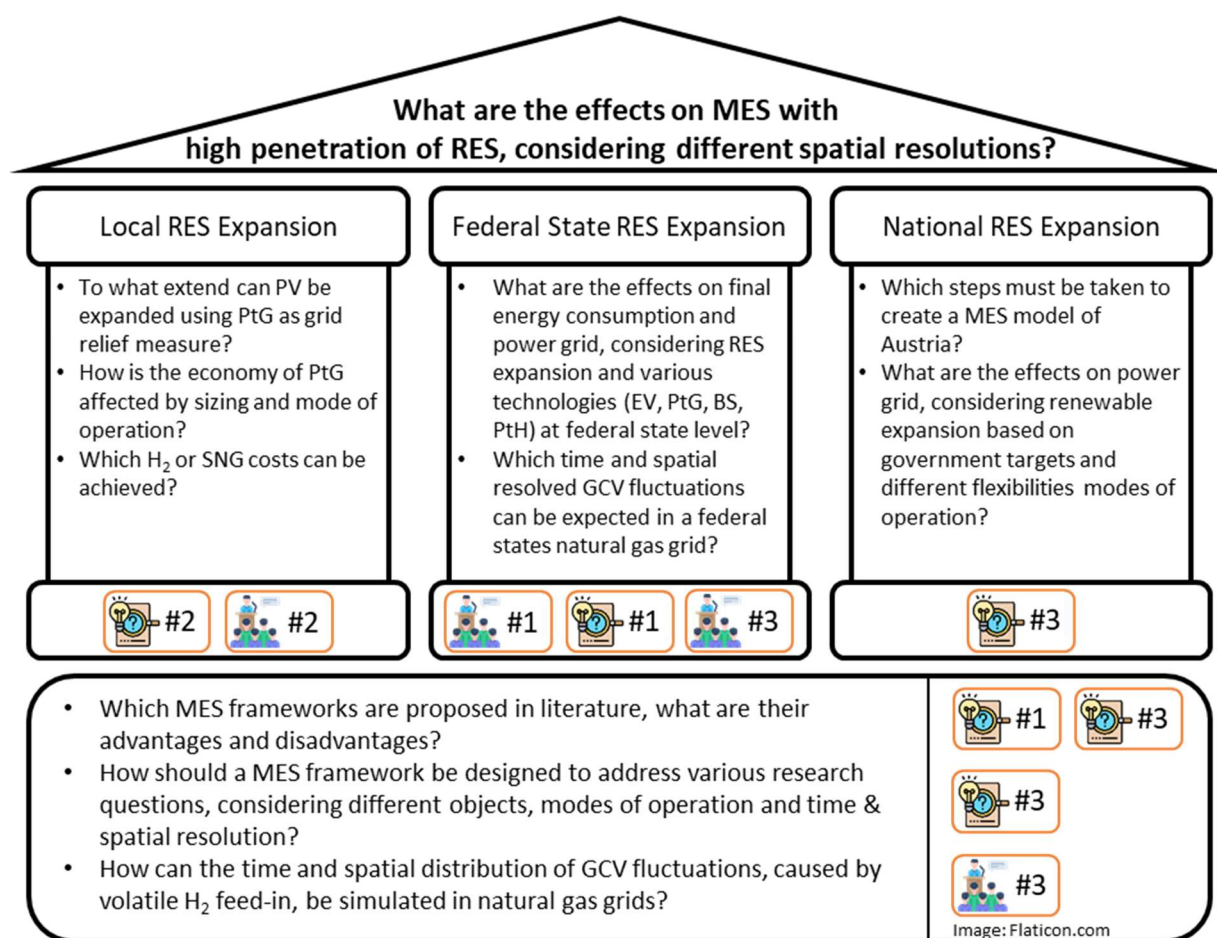 What are the effects on MES with
high penetration of RES, considering different spatial resolutions?
Local RES Expansion
• To what extend can PV be
expanded using PtG as grid
relief measure?
• How is the economy of PtG
affected by sizing and mode of
operation?
• Which H₂ or SNG costs can be
achieved?
#2
#2
Federal State RES Expansion
• What are the effects on final
energy consumption and
power grid, considering RES
expansion and various
technologies (EV, PtG, BS,
PtH) at federal state level?
• Which time and spatial
resolved GCV fluctuations
can be expected in a federal
states natural gas grid?
#1
#1
#3
National RES Expansion
• Which steps must be taken to
create a MES model of
Austria?
• What are the effects on power
grid, considering renewable
expansion based on
government targets and
different flexibilities modes of
operation?
#3
• Which MES frameworks are proposed in literature, what are their
advantages and disadvantages?
• How should a MES framework be designed to address various research
questions, considering different objects, modes of operation and time &
spatial resolution?
• How can the time and spatial distribution of GCV fluctuations, caused by
volatile H₂ feed-in, be simulated in natural gas grids?
#1
#3
#3
#3
Image: Flaticon.com